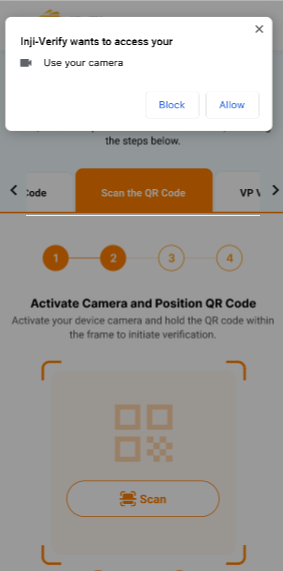 Inji-Verify wants to access your
Use your camera
Block
Allow
the steps below.
Scan the QR Code
VP
1
2
3
4
Activate Camera and Position QR Code
Activate your device camera and hold the QR code within
the frame to initiate verification.
Scan